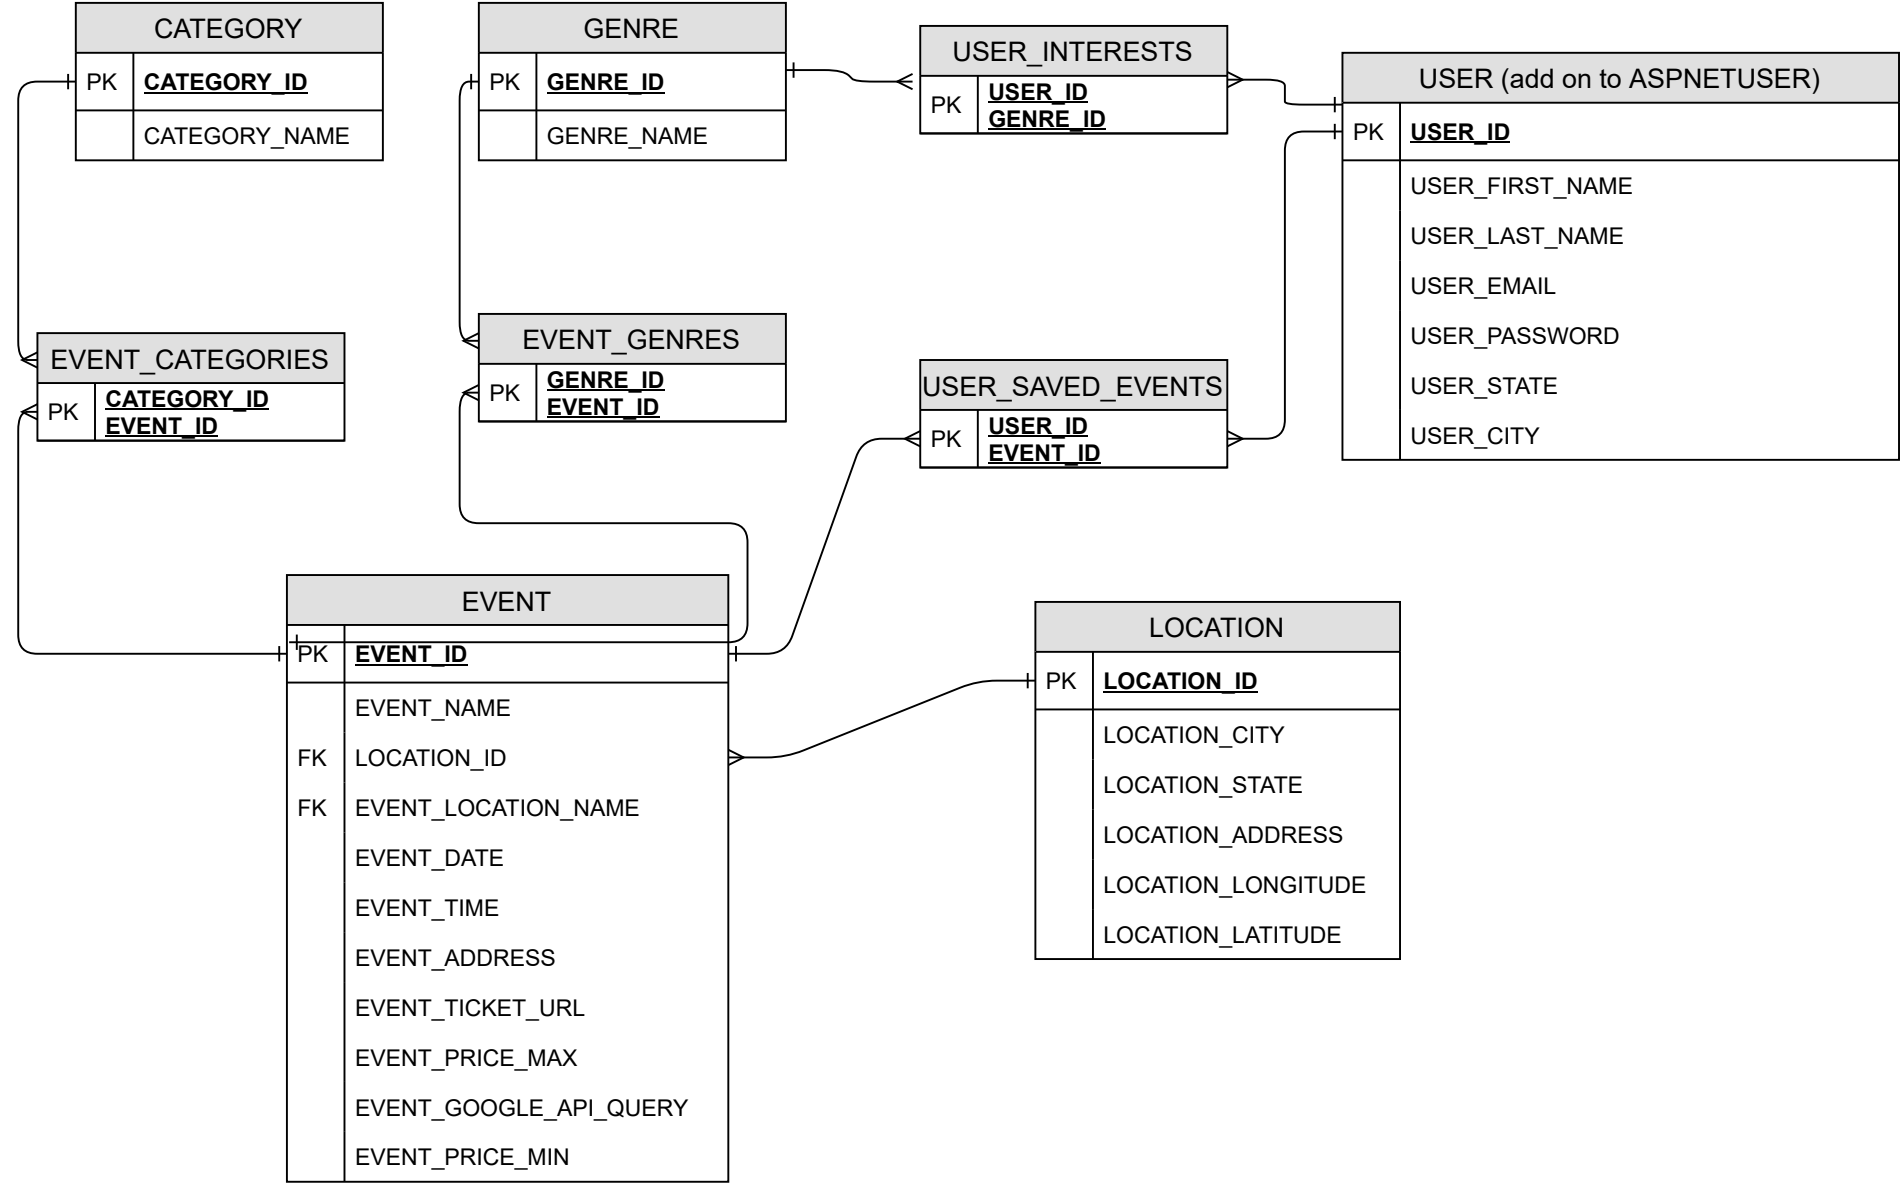 CATEGORY
PK
CATEGORY_ID
CATEGORY_NAME
GENRE
PK
GENRE_ID
GENRE_NAME
USER_INTERESTS
PK
USER_ID
GENRE_ID
USER (add on to ASPNETUSER)
PK
USER_ID
USER_FIRST_NAME
USER_LAST_NAME
USER_EMAIL
USER_PASSWORD
USER_STATE
USER_CITY
EVENT_CATEGORIES
PK
CATEGORY_ID
EVENT_ID
EVENT_GENRES
PK
GENRE_ID
EVENT_ID
USER_SAVED_EVENTS
PK
USER_ID
EVENT_ID
EVENT
PK
EVENT_ID
EVENT_NAME
FK
LOCATION_ID
FK
EVENT_LOCATION_NAME
EVENT_DATE
EVENT_TIME
EVENT_ADDRESS
EVENT_TICKET_URL
EVENT_PRICE_MAX
EVENT_GOOGLE_API_QUERY
EVENT_PRICE_MIN
LOCATION
PK
LOCATION_ID
LOCATION_CITY
LOCATION_STATE
LOCATION_ADDRESS
LOCATION_LONGITUDE
LOCATION_LATITUDE